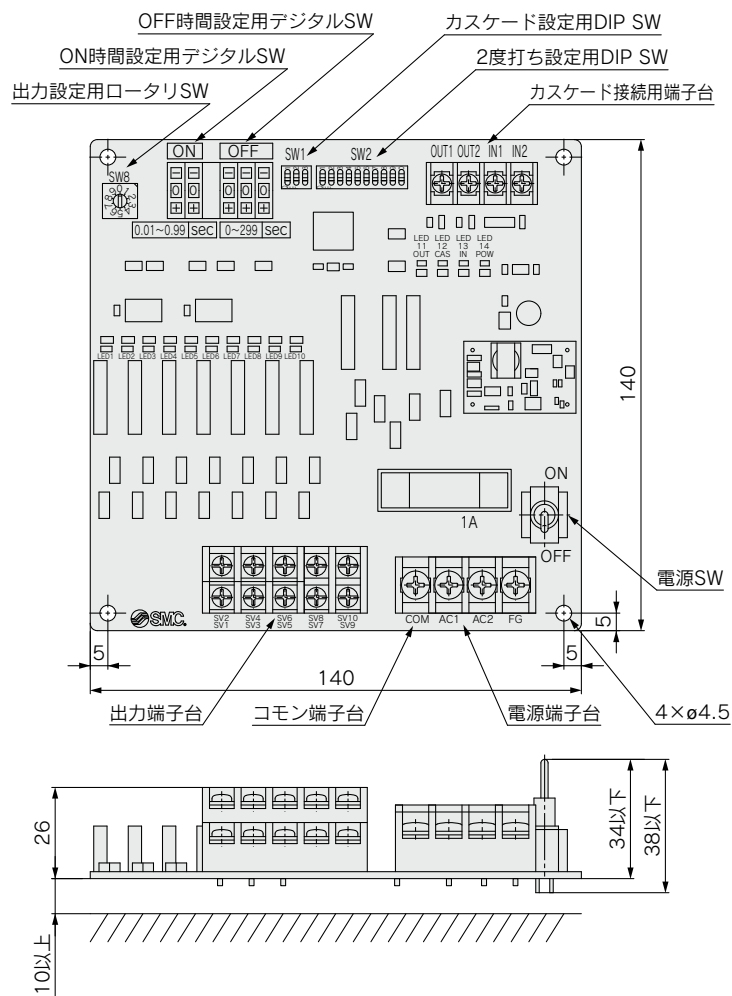 OFF時間設定用デジタルSW
カスケード設定用DIP SW
ON時間設定用デジタルSW
2度打ち設定用DIP SW
出力設定用ロータリSW
カスケード接続用端子台
ON
OFF
SW1
SW2
OUT1 OUT2 IN1 IN2
SW8
0.01~0.99 sec
0~299 sec
LED 11 OUT
LED 12 CAS
LED 13 IN
LED 14 POW
LED1 LED2 LED3 LED4 LED5 LED6 LED7 LED8 LED9 LED10
140
ON
1A
OFF
電源SW
SMC
SV2 SV4 SV6 SV8 SV10
SV1 SV3 SV5 SV7 SV9
COM AC1 AC2 FG
5
5
5
140
出力端子台
コモン端子台
電源端子台
4×ø4.5
26
34以下
38以下
10以上